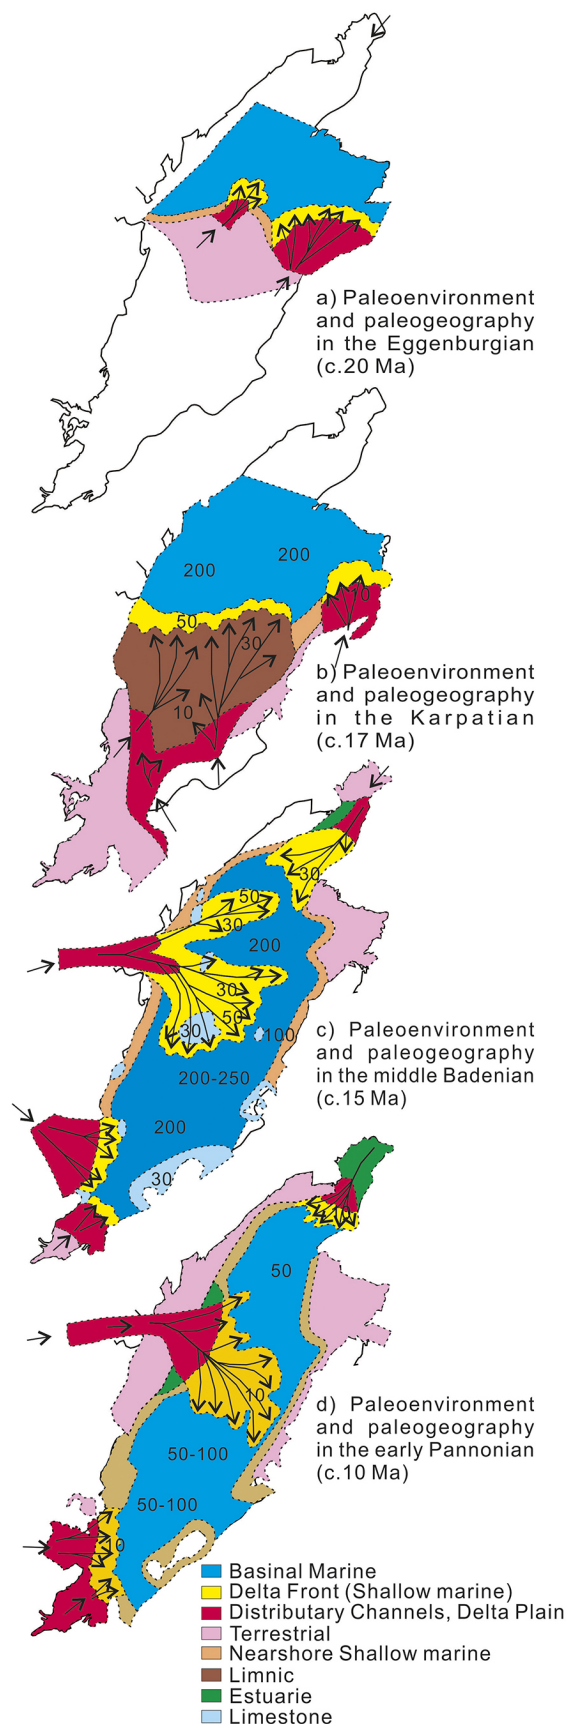 a) Paleoenvironment
and paleogeography
in the Eggenburgian
(c.20 Ma)
200
200
50
10
30
10
b) Paleoenvironment
and paleogeography
in the Karpatian
(c.17 Ma)
30
50
30
200
30
50
30
100
200-250
200
30
c) Paleoenvironment
and paleogeography
in the middle Badenian
(c.15 Ma)
50
10
50-100
50-100
10
d) Paleoenvironment
and paleogeography
in the early Pannonian
(c.10 Ma)
Basinal Marine
Delta Front (Shallow marine)
Distributary Channels, Delta Plain
Terrestrial
Nearshore Shallow marine
Limnic
Estuarie
Limestone